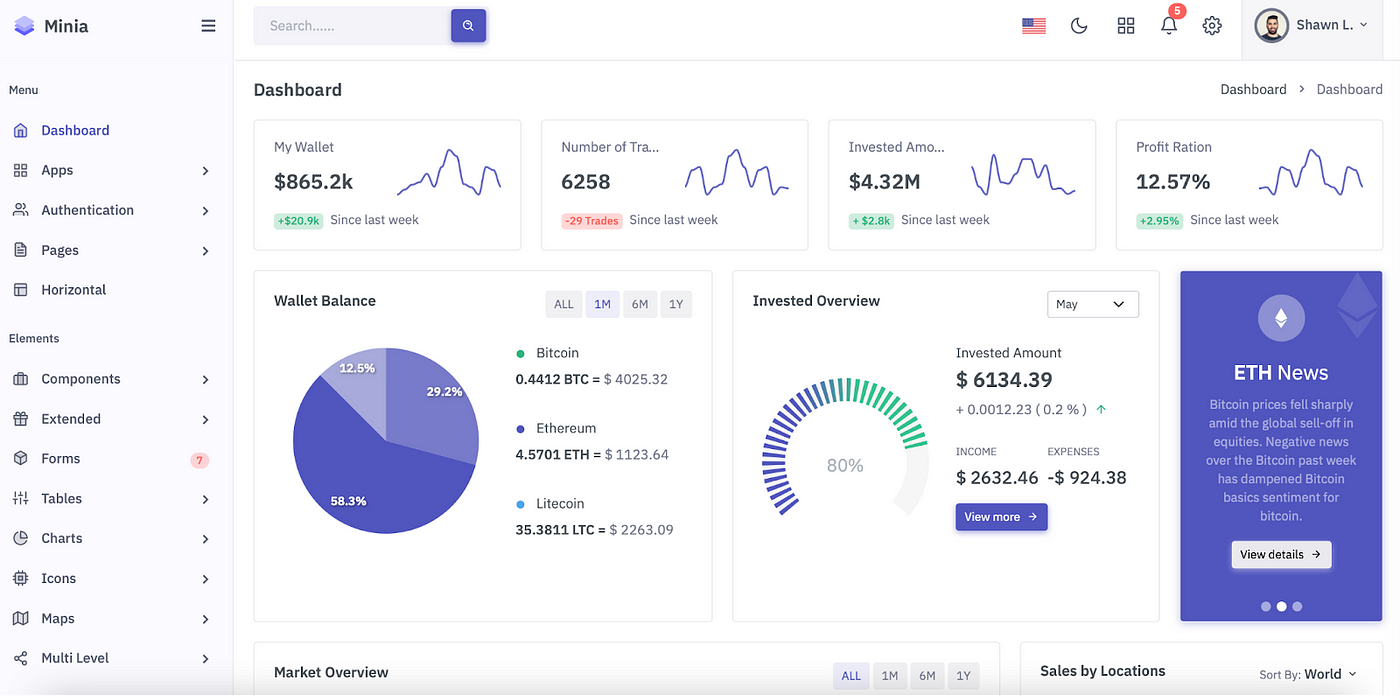 Minia
Search......
5
Shawn L.
Menu
Dashboard
Apps
Authentication
Pages
Horizontal
Elements
Components
Extended
Forms 7
Tables
Charts
Icons
Maps
Multi Level
Dashboard
Dashboard > Dashboard
My Wallet
$865.2k
+$20.9k Since last week
Number of Tra...
6258
-29 Trades Since last week
Invested Amo...
$4.32M
+ $2.8k Since last week
Profit Ration
12.57%
+2.95% Since last week
Wallet Balance
ALL 1M 6M 1Y
12.5%
29.2%
58.3%
Bitcoin
0.4412 BTC = $ 4025.32
Ethereum
4.5701 ETH = $ 1123.64
Litecoin
35.3811 LTC = $ 2263.09
Invested Overview
May
80%
Invested Amount
$ 6134.39
+ 0.0012.23 ( 0.2 % ) ↑
INCOME EXPENSES
$ 2632.46 -$ 924.38
View more →
ETH News
Bitcoin prices fell sharply
amid the global sell-off in
equities. Negative news
over the Bitcoin past week
has dampened Bitcoin
basics sentiment for
bitcoin.
View details →
Market Overview
ALL 1M 6M 1Y
Sales by Locations
Sort By: World